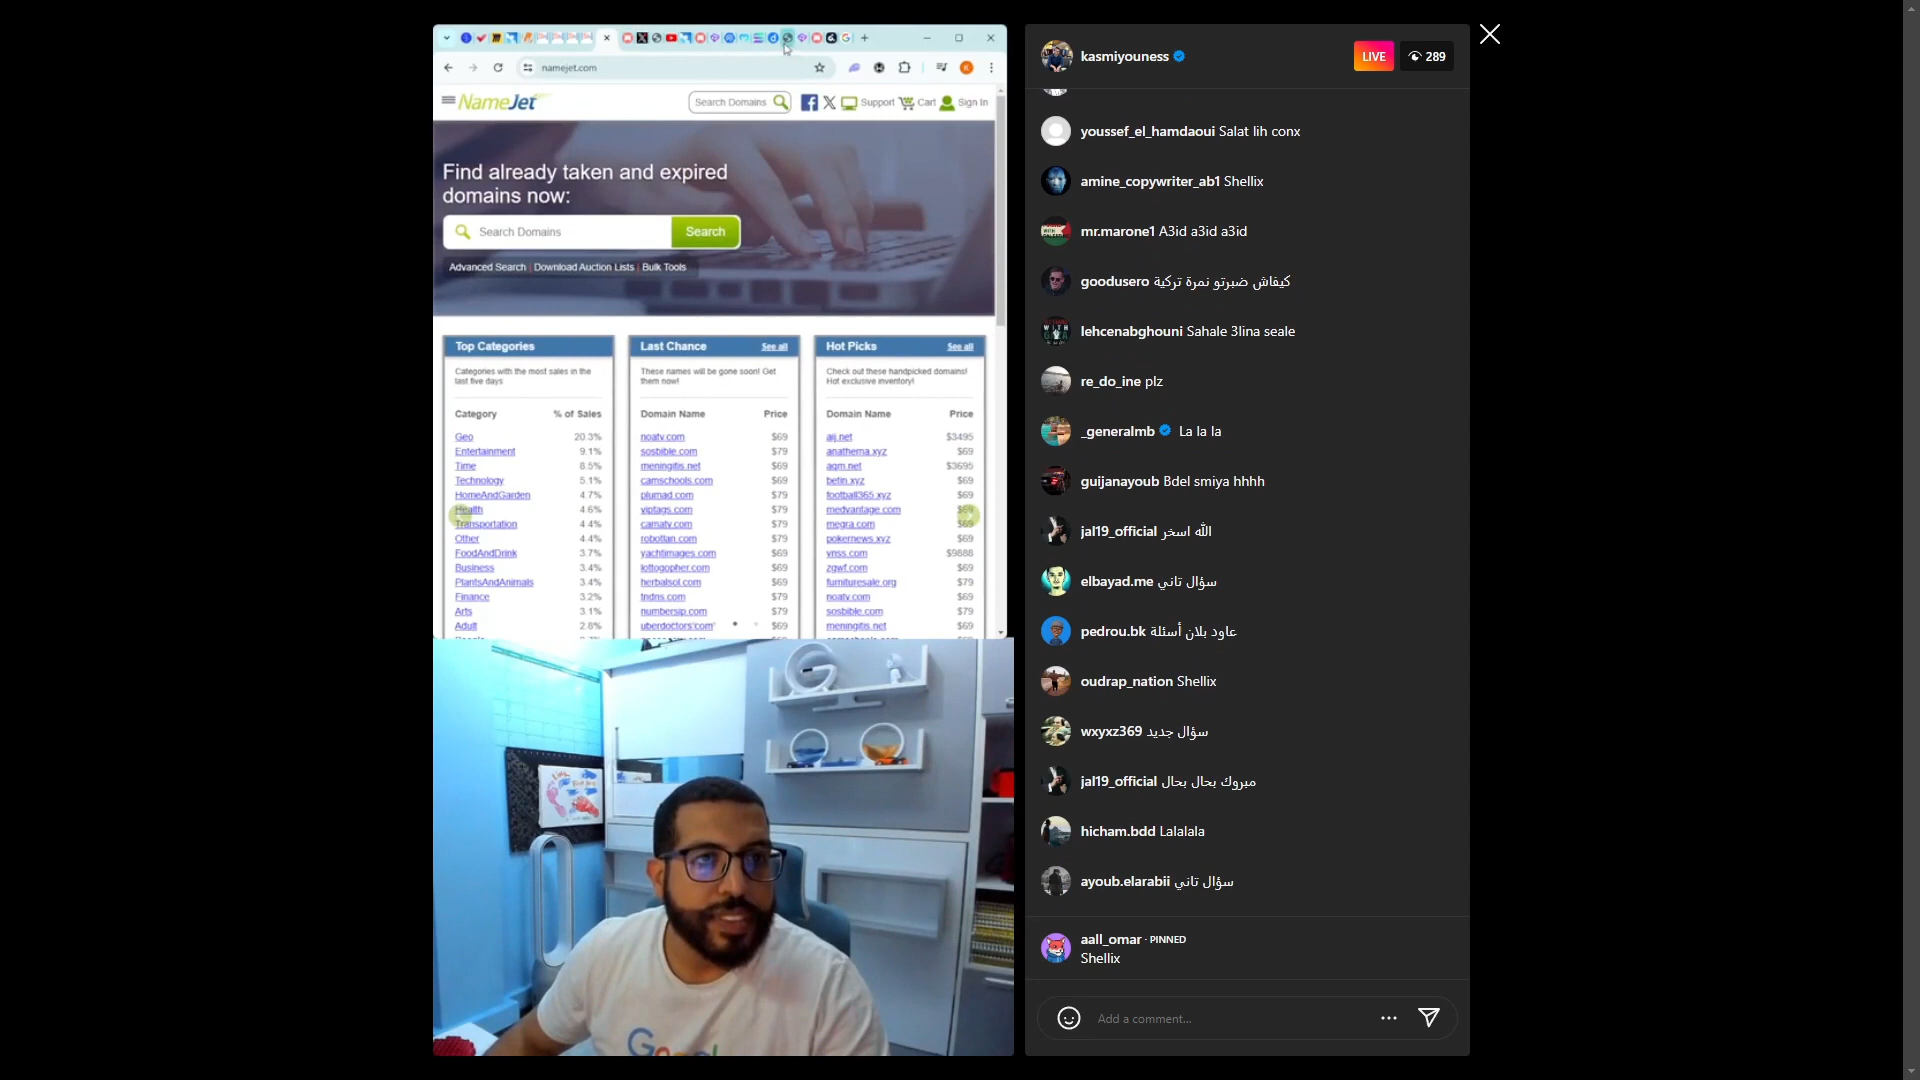 namejet.com
NameJet
Search Domains
Support
Cart
Sign In
Find already taken and expired
domains now:
Search Domains
Search
Advanced Search | Download Auction Lists | Bulk Tools
Top Categories
Categories with the most sales in the
last five days
Category % of Sales
Geo 20.3%
Entertainment 9.1%
Time 8.5%
Technology 5.1%
HomeAndGarden 4.7%
Health 4.6%
Transportation 4.4%
Other 4.4%
FoodAndDrink 3.7%
Business 3.4%
PlantsAndAnimals 3.4%
Finance 3.2%
Arts 3.1%
Adult 2.8%
Last Chance See all
These names will be gone soon! Get
them now!
Domain Name Price
noatv.com $69
sosbible.com $79
meningitis.net $69
camschools.com $69
plumad.com $79
viptags.com $79
camatv.com $79
robotlan.com $79
yachtimages.com $69
lottogopher.com $69
herbalsol.com $69
tndns.com $79
numbersip.com $79
uberdoctors.com $69
Hot Picks See all
Check out these handpicked domains!
Hot exclusive inventory!
Domain Name Price
aij.net $3495
anathema.xyz $69
aqm.net $3695
betin.xyz $69
football365.xyz $69
medvantage.com $69
megra.com $69
pokernews.xyz $69
vnss.com $9888
zgwf.com $69
furnituresale.org $79
noatv.com $69
sosbible.com $79
meningitis.net $69
kasmiyouness
LIVE
289
youssef_el_hamdaoui Salat lih conx
amine_copywriter_ab1 Shellix
mr.marone1 A3id a3id a3id
goodusero كيفاش ضبرتو نمرة تركية
lehcenabghouni Sahale 3lina seale
re_do_ine plz
_generalmb La la la
guijanayoub Bdel smiya hhhh
jal19_official الله اسخر
elbayad.me سؤال تاني
pedrou.bk عاود بلان أسئلة
oudrap_nation Shellix
wxyxz369 سؤال جديد
jal19_official مبروك بحال بحال
hicham.bdd Lalalala
ayoub.elarabii سؤال تاني
aall_omar · PINNED
Shellix
Add a comment...